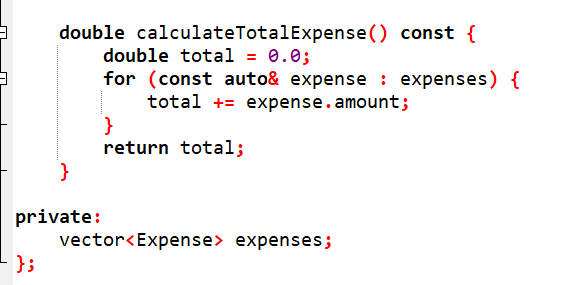 double calculateTotalExpense() const {
double total = 0.0;
for (const auto& expense : expenses) {
total += expense.amount;
}
return total;
}
private:
vector<Expense> expenses;
};